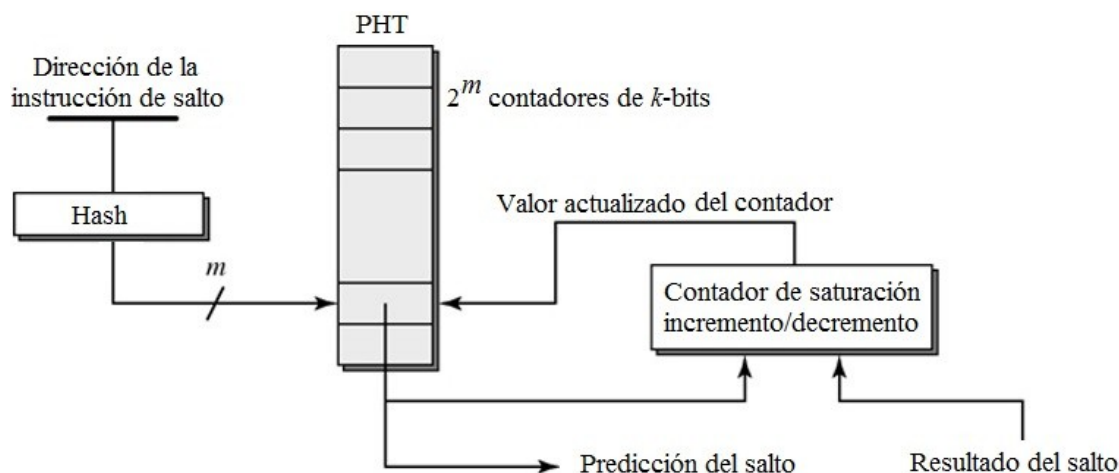 PHT
Dirección de la
instrucción de salto
2^m contadores de k-bits
Hash
Valor actualizado del contador
m
Contador de saturación
incremento/decremento
Predicción del salto
Resultado del salto